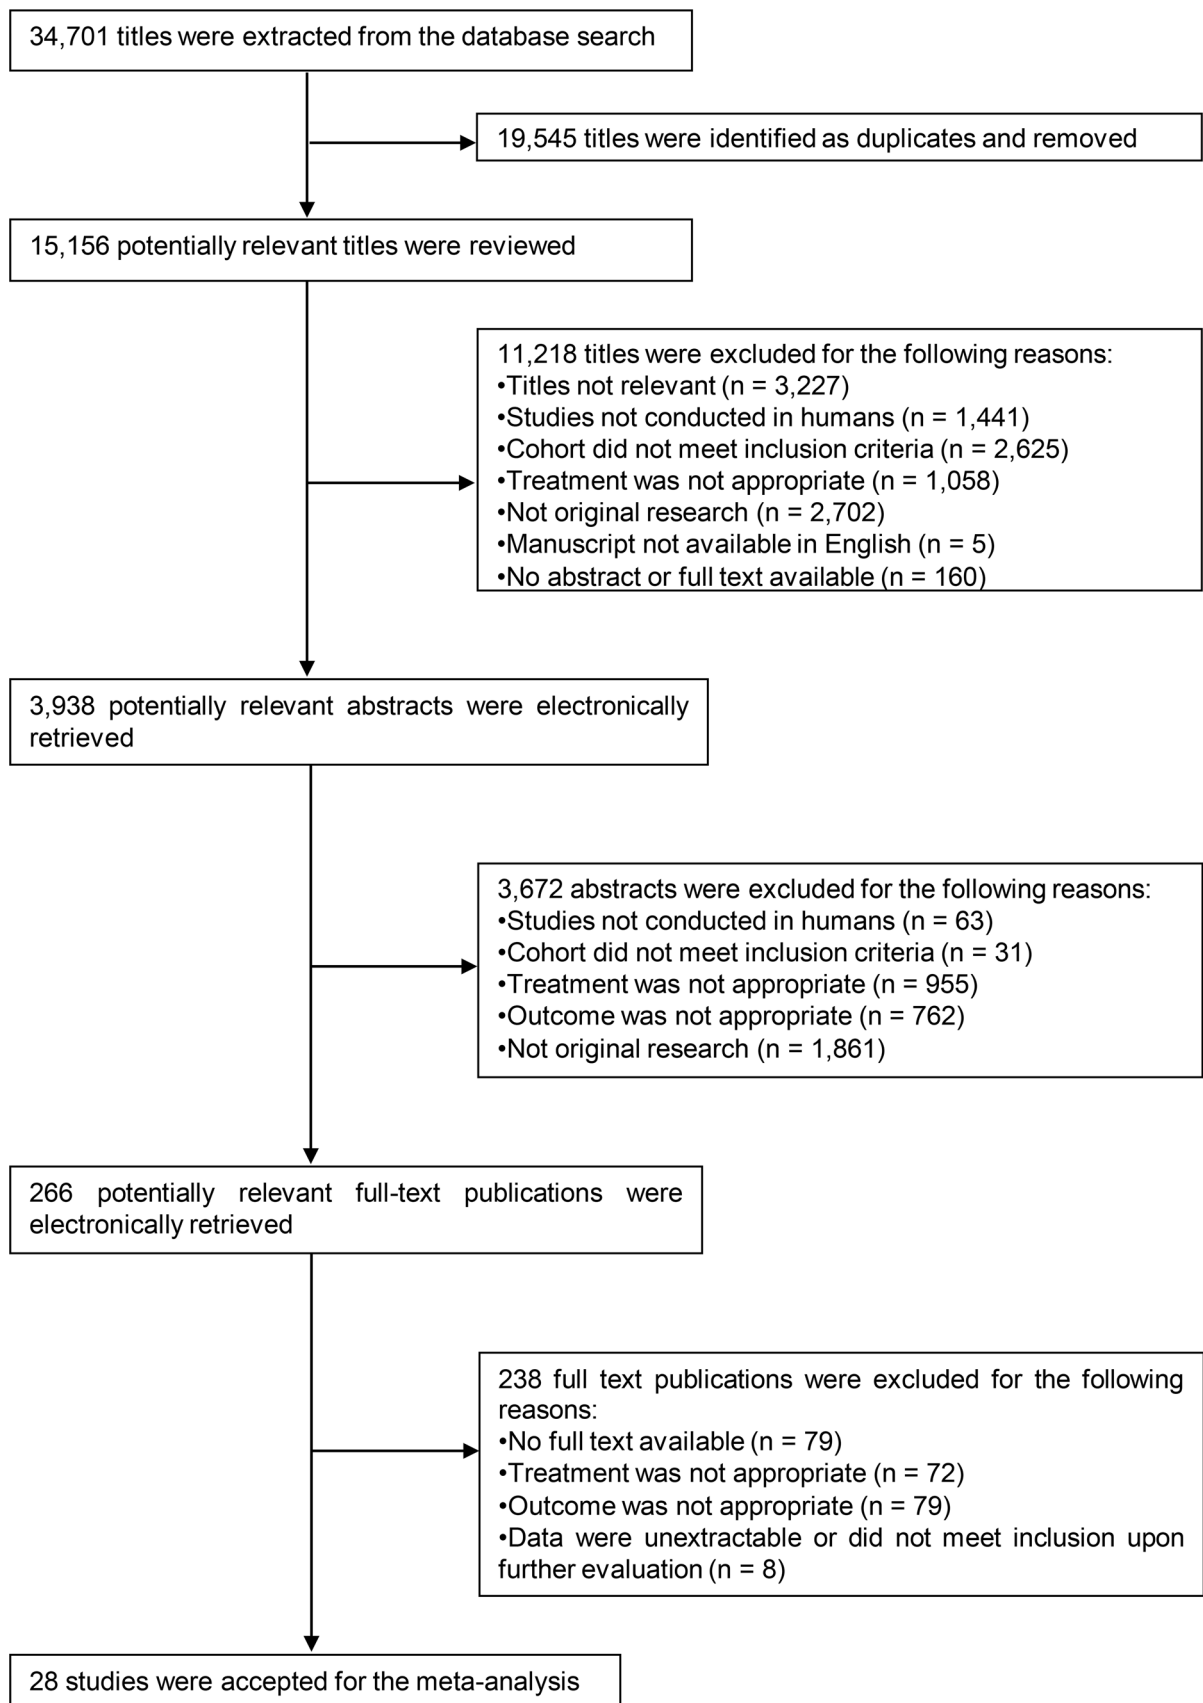 34,701 titles were extracted from the database search
19,545 titles were identified as duplicates and removed
15,156 potentially relevant titles were reviewed
11,218 titles were excluded for the following reasons:
•Titles not relevant (n = 3,227)
•Studies not conducted in humans (n = 1,441)
•Cohort did not meet inclusion criteria (n = 2,625)
•Treatment was not appropriate (n = 1,058)
•Not original research (n = 2,702)
•Manuscript not available in English (n = 5)
•No abstract or full text available (n = 160)
3,938 potentially relevant abstracts were electronically
retrieved
3,672 abstracts were excluded for the following reasons:
•Studies not conducted in humans (n = 63)
•Cohort did not meet inclusion criteria (n = 31)
•Treatment was not appropriate (n = 955)
•Outcome was not appropriate (n = 762)
•Not original research (n = 1,861)
266 potentially relevant full-text publications were
electronically retrieved
238 full text publications were excluded for the following
reasons:
•No full text available (n = 79)
•Treatment was not appropriate (n = 72)
•Outcome was not appropriate (n = 79)
•Data were unextractable or did not meet inclusion upon
further evaluation (n = 8)
28 studies were accepted for the meta-analysis